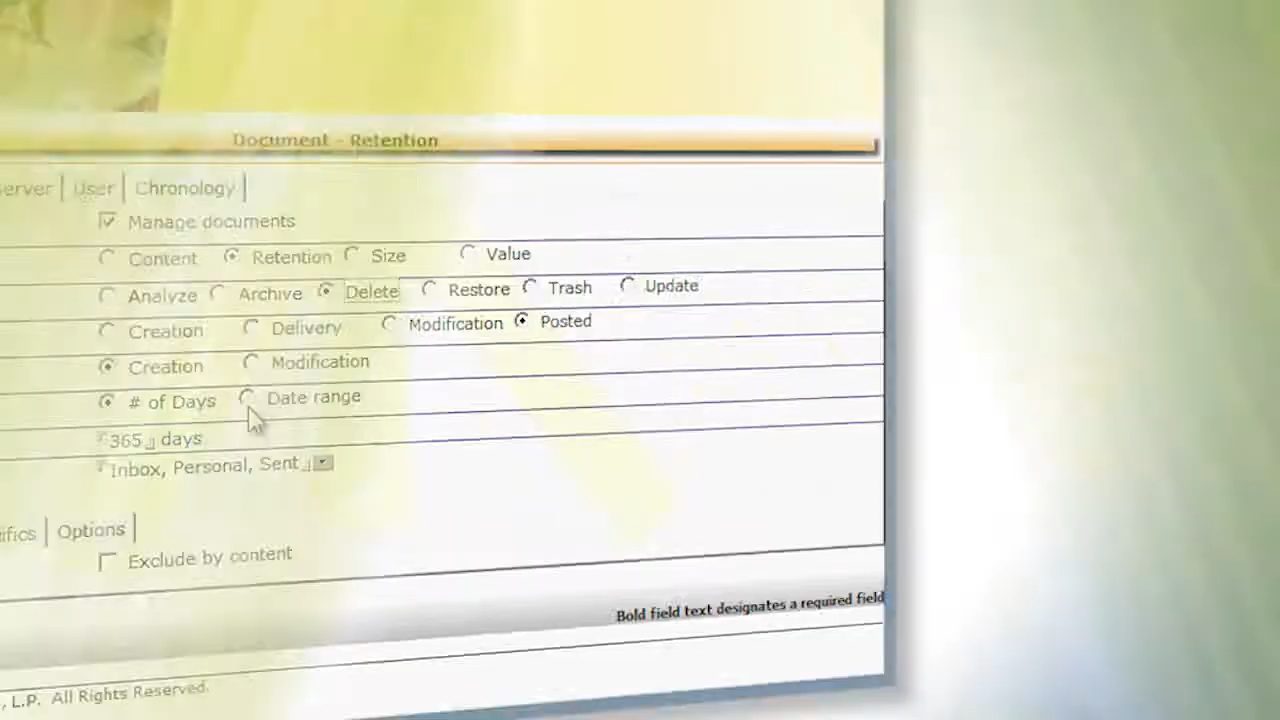 Document - Retention
erver | User | Chronology |
Manage documents
Content Retention Size Value
Analyze Archive Delete Restore Trash Update
Creation Delivery Modification Posted
Creation Modification
# of Days Date range
365 days
Inbox, Personal, Sent
ifics | Options |
Exclude by content
Bold field text designates a required field
, L.P. All Rights Reserved.